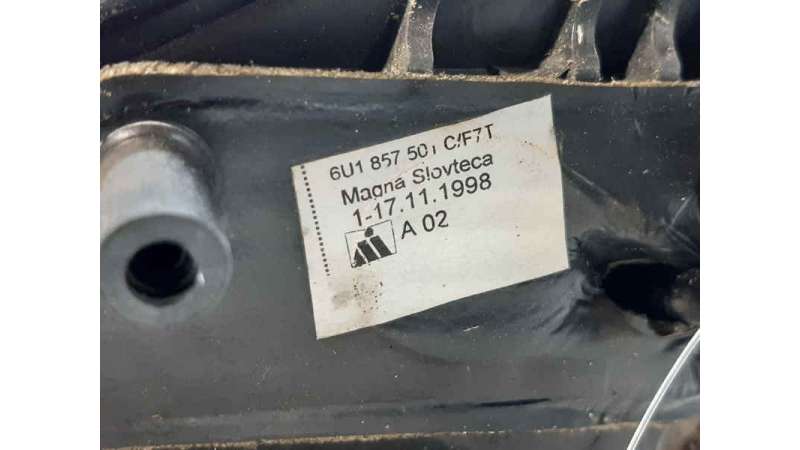 6U1 857 501 C/F7T
Magna Slovteca
1-17.11.1998
A 02